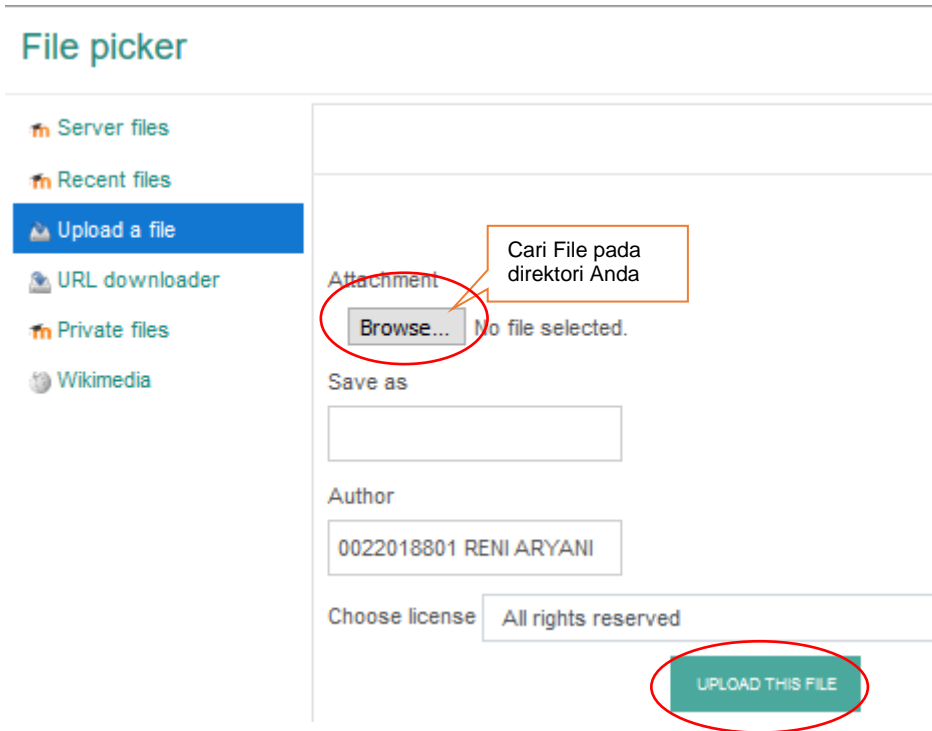 File picker
Server files
Recent files
Upload a file
URL downloader
Private files
Wikimedia
Cari File pada
direktori Anda
Attachment
Browse... No file selected.
Save as
Author
0022018801 RENI ARYANI
Choose license All rights reserved
UPLOAD THIS FILE